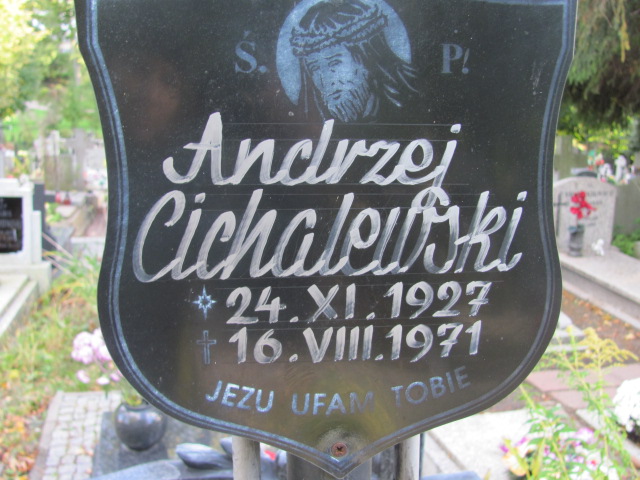 Ś. P.
Andrzej
Cichalewski
24. XI. 1927
16. VIII. 1971
JEZU UFAM TOBIE